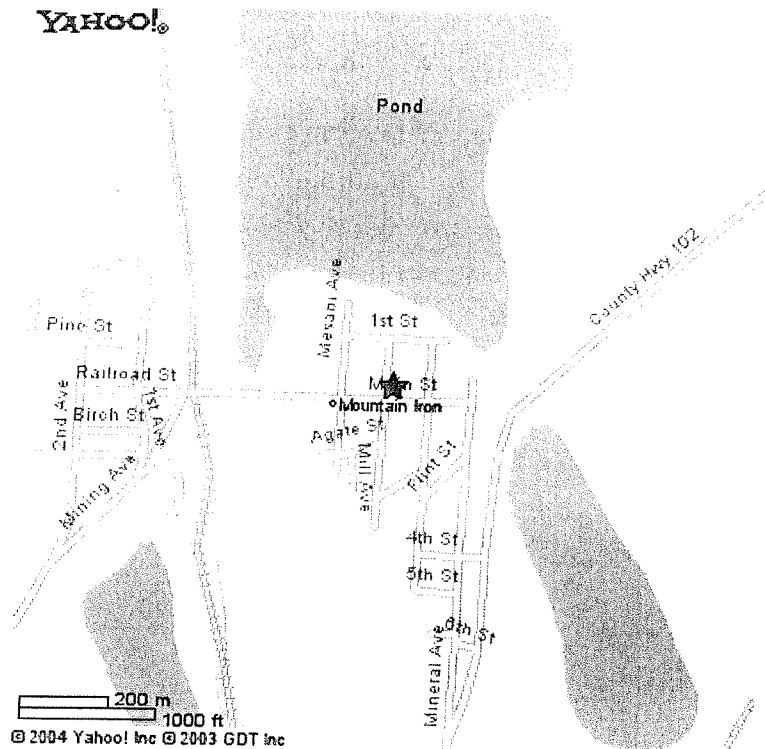 YAHOO!®
Pond
County Hwy 102
Mesabi Ave
1st St
Pine St
Railroad St
Main St
1st Ave
2nd Ave
Birch St
Mountain Iron
Agate St
Mill Ave
Flint St
Mining Ave
4th St
5th St
6th St
Mineral Ave
200 m
1000 ft
© 2004 Yahoo! Inc © 2003 GDT Inc